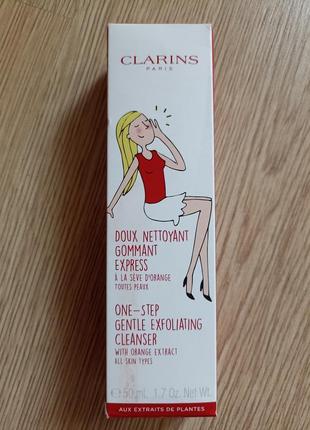 CLARINS
PARIS
DOUX NETTOYANT
GOMMANT
EXPRESS
À LA SÈVE D'ORANGE
TOUTES PEAUX
ONE-STEP
GENTLE EXFOLIATING
CLEANSER
WITH ORANGE EXTRACT
ALL SKIN TYPES
℮ 50 mL 1.7 Oz. Net Wt.
AUX EXTRAITS DE PLANTES